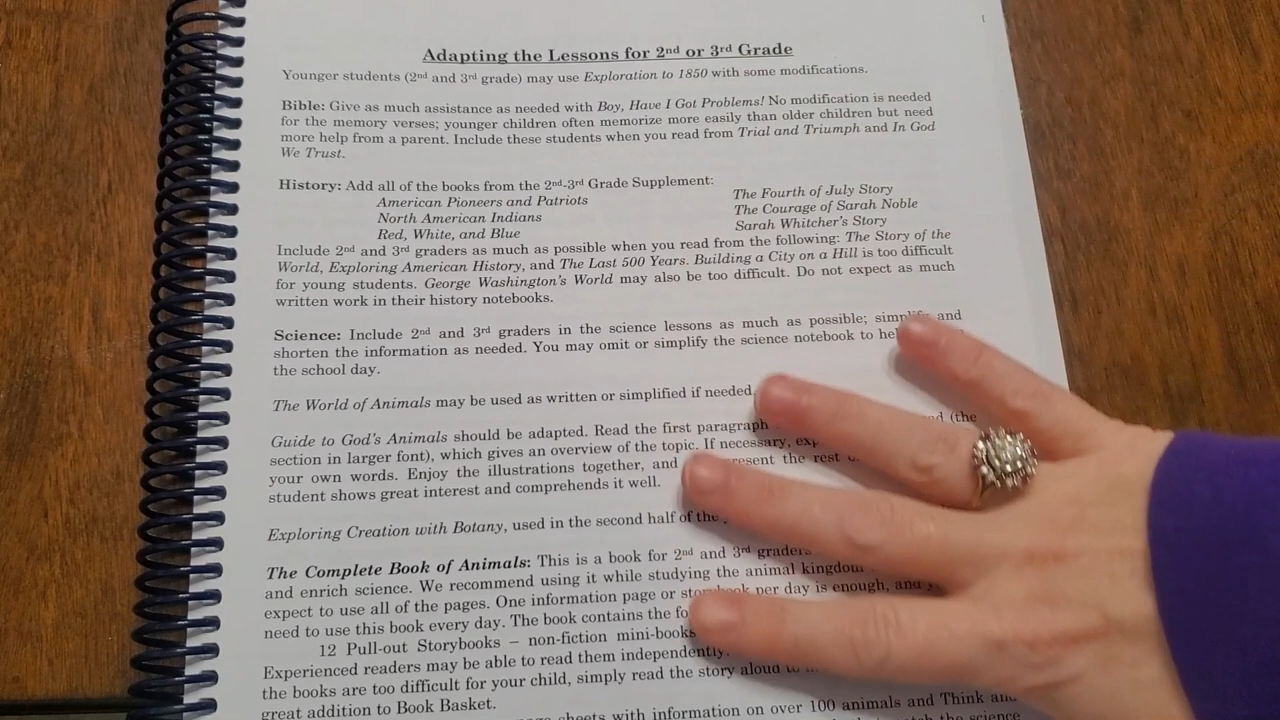 1
Adapting the Lessons for 2nd or 3rd Grade
Younger students (2nd and 3rd grade) may use Exploration to 1850 with some modifications.
Bible: Give as much assistance as needed with Boy, Have I Got Problems! No modification is needed
for the memory verses; younger children often memorize more easily than older children but need
more help from a parent. Include these students when you read from Trial and Triumph and In God
We Trust.
History: Add all of the books from the 2nd-3rd Grade Supplement:
American Pioneers and Patriots
North American Indians
Red, White, and Blue
The Fourth of July Story
The Courage of Sarah Noble
Sarah Whitcher's Story
Include 2nd and 3rd graders as much as possible when you read from the following: The Story of the
World, Exploring American History, and The Last 500 Years. Building a City on a Hill is too difficult
for young students. George Washington's World may also be too difficult. Do not expect as much
written work in their history notebooks.
Science: Include 2nd and 3rd graders in the science lessons as much as possible; simplify and
shorten the information as needed. You may omit or simplify the science notebook to
the school day.
The World of Animals may be used as written or simplified if needed.
Guide to God's Animals should be adapted. Read the first paragraph (the
section in larger font), which gives an overview of the topic. If necessary,
your own words. Enjoy the illustrations together, and present the rest
student shows great interest and comprehends it well.
Exploring Creation with Botany, used in the second half of the
The Complete Book of Animals: This is a book for 2nd and 3rd graders
and enrich science. We recommend using it while studying the animal kingdom
expect to use all of the pages. One information page or storybook per day is enough, and
need to use this book every day. The book contains the
12 Pull-out Storybooks – non-fiction mini-books
Experienced readers may be able to read them independently.
the books are too difficult for your child, simply read the story aloud to
great addition to Book Basket.
sheets with information on over 100 animals and Think and